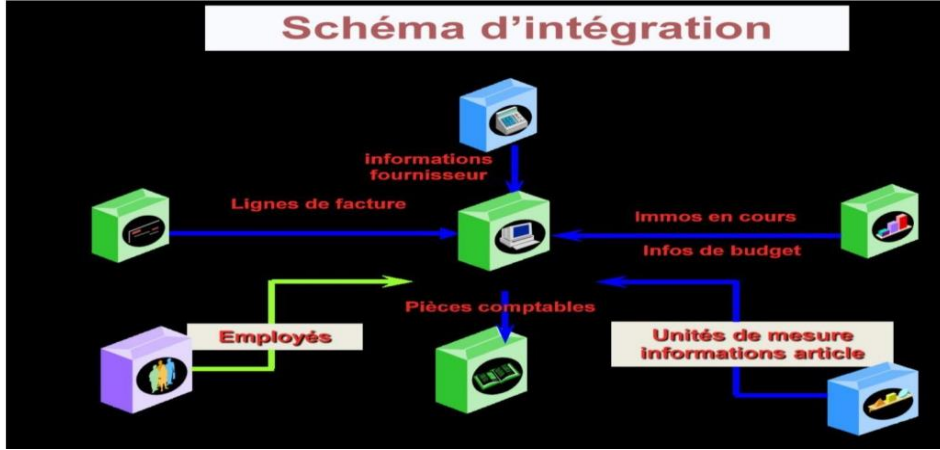 Schéma d'intégration
informations
fournisseur
Lignes de facture
Immos en cours
Infos de budget
Pièces comptables
Employés
Unités de mesure
informations article